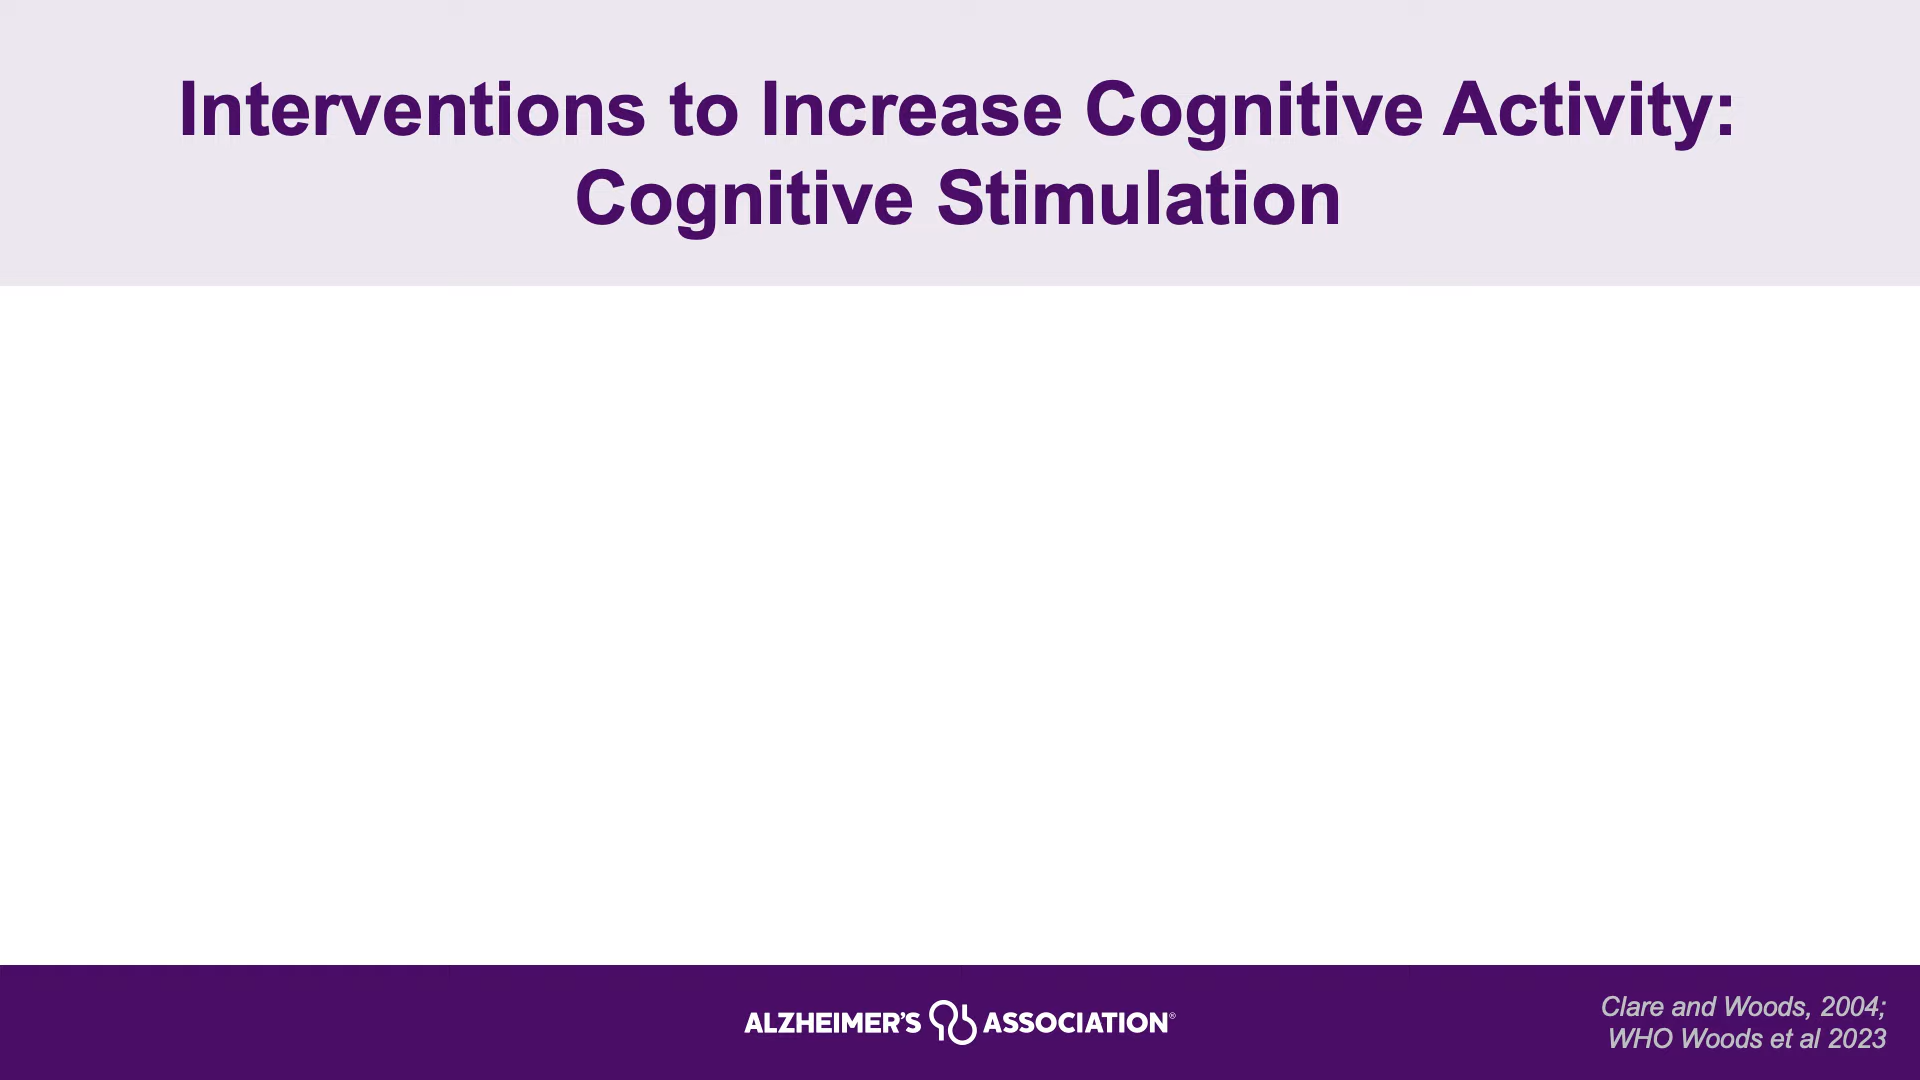 Interventions to Increase Cognitive Activity:
Cognitive Stimulation
ALZHEIMER'S ASSOCIATION®
Clare and Woods, 2004;
WHO Woods et al 2023